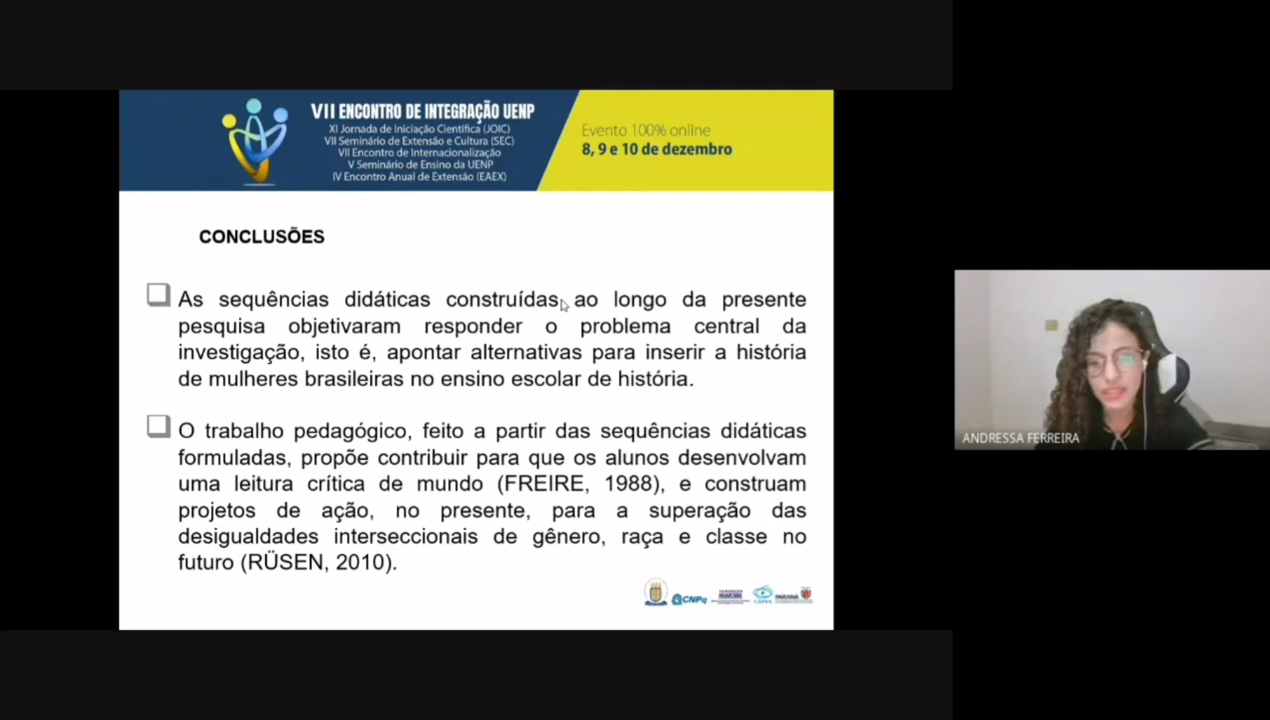 VII ENCONTRO DE INTEGRAÇÃO UENP
XI Jornada de Iniciação Científica (JOIC)
VII Seminário de Extensão e Cultura (SEC)
VII Encontro de Internacionalização
V Seminário de Ensino da UENP
IV Encontro Anual de Extensão (EAEX)
Evento 100% online
8, 9 e 10 de dezembro
CONCLUSÕES
As sequências didáticas construídas ao longo da presente
pesquisa objetivaram responder o problema central da
investigação, isto é, apontar alternativas para inserir a história
de mulheres brasileiras no ensino escolar de história.
O trabalho pedagógico, feito a partir das sequências didáticas
formuladas, propõe contribuir para que os alunos desenvolvam
uma leitura crítica de mundo (FREIRE, 1988), e construam
projetos de ação, no presente, para a superação das
desigualdades interseccionais de gênero, raça e classe no
futuro (RÜSEN, 2010).
CNPq
PARANÁ
ANDRESSA FERREIRA